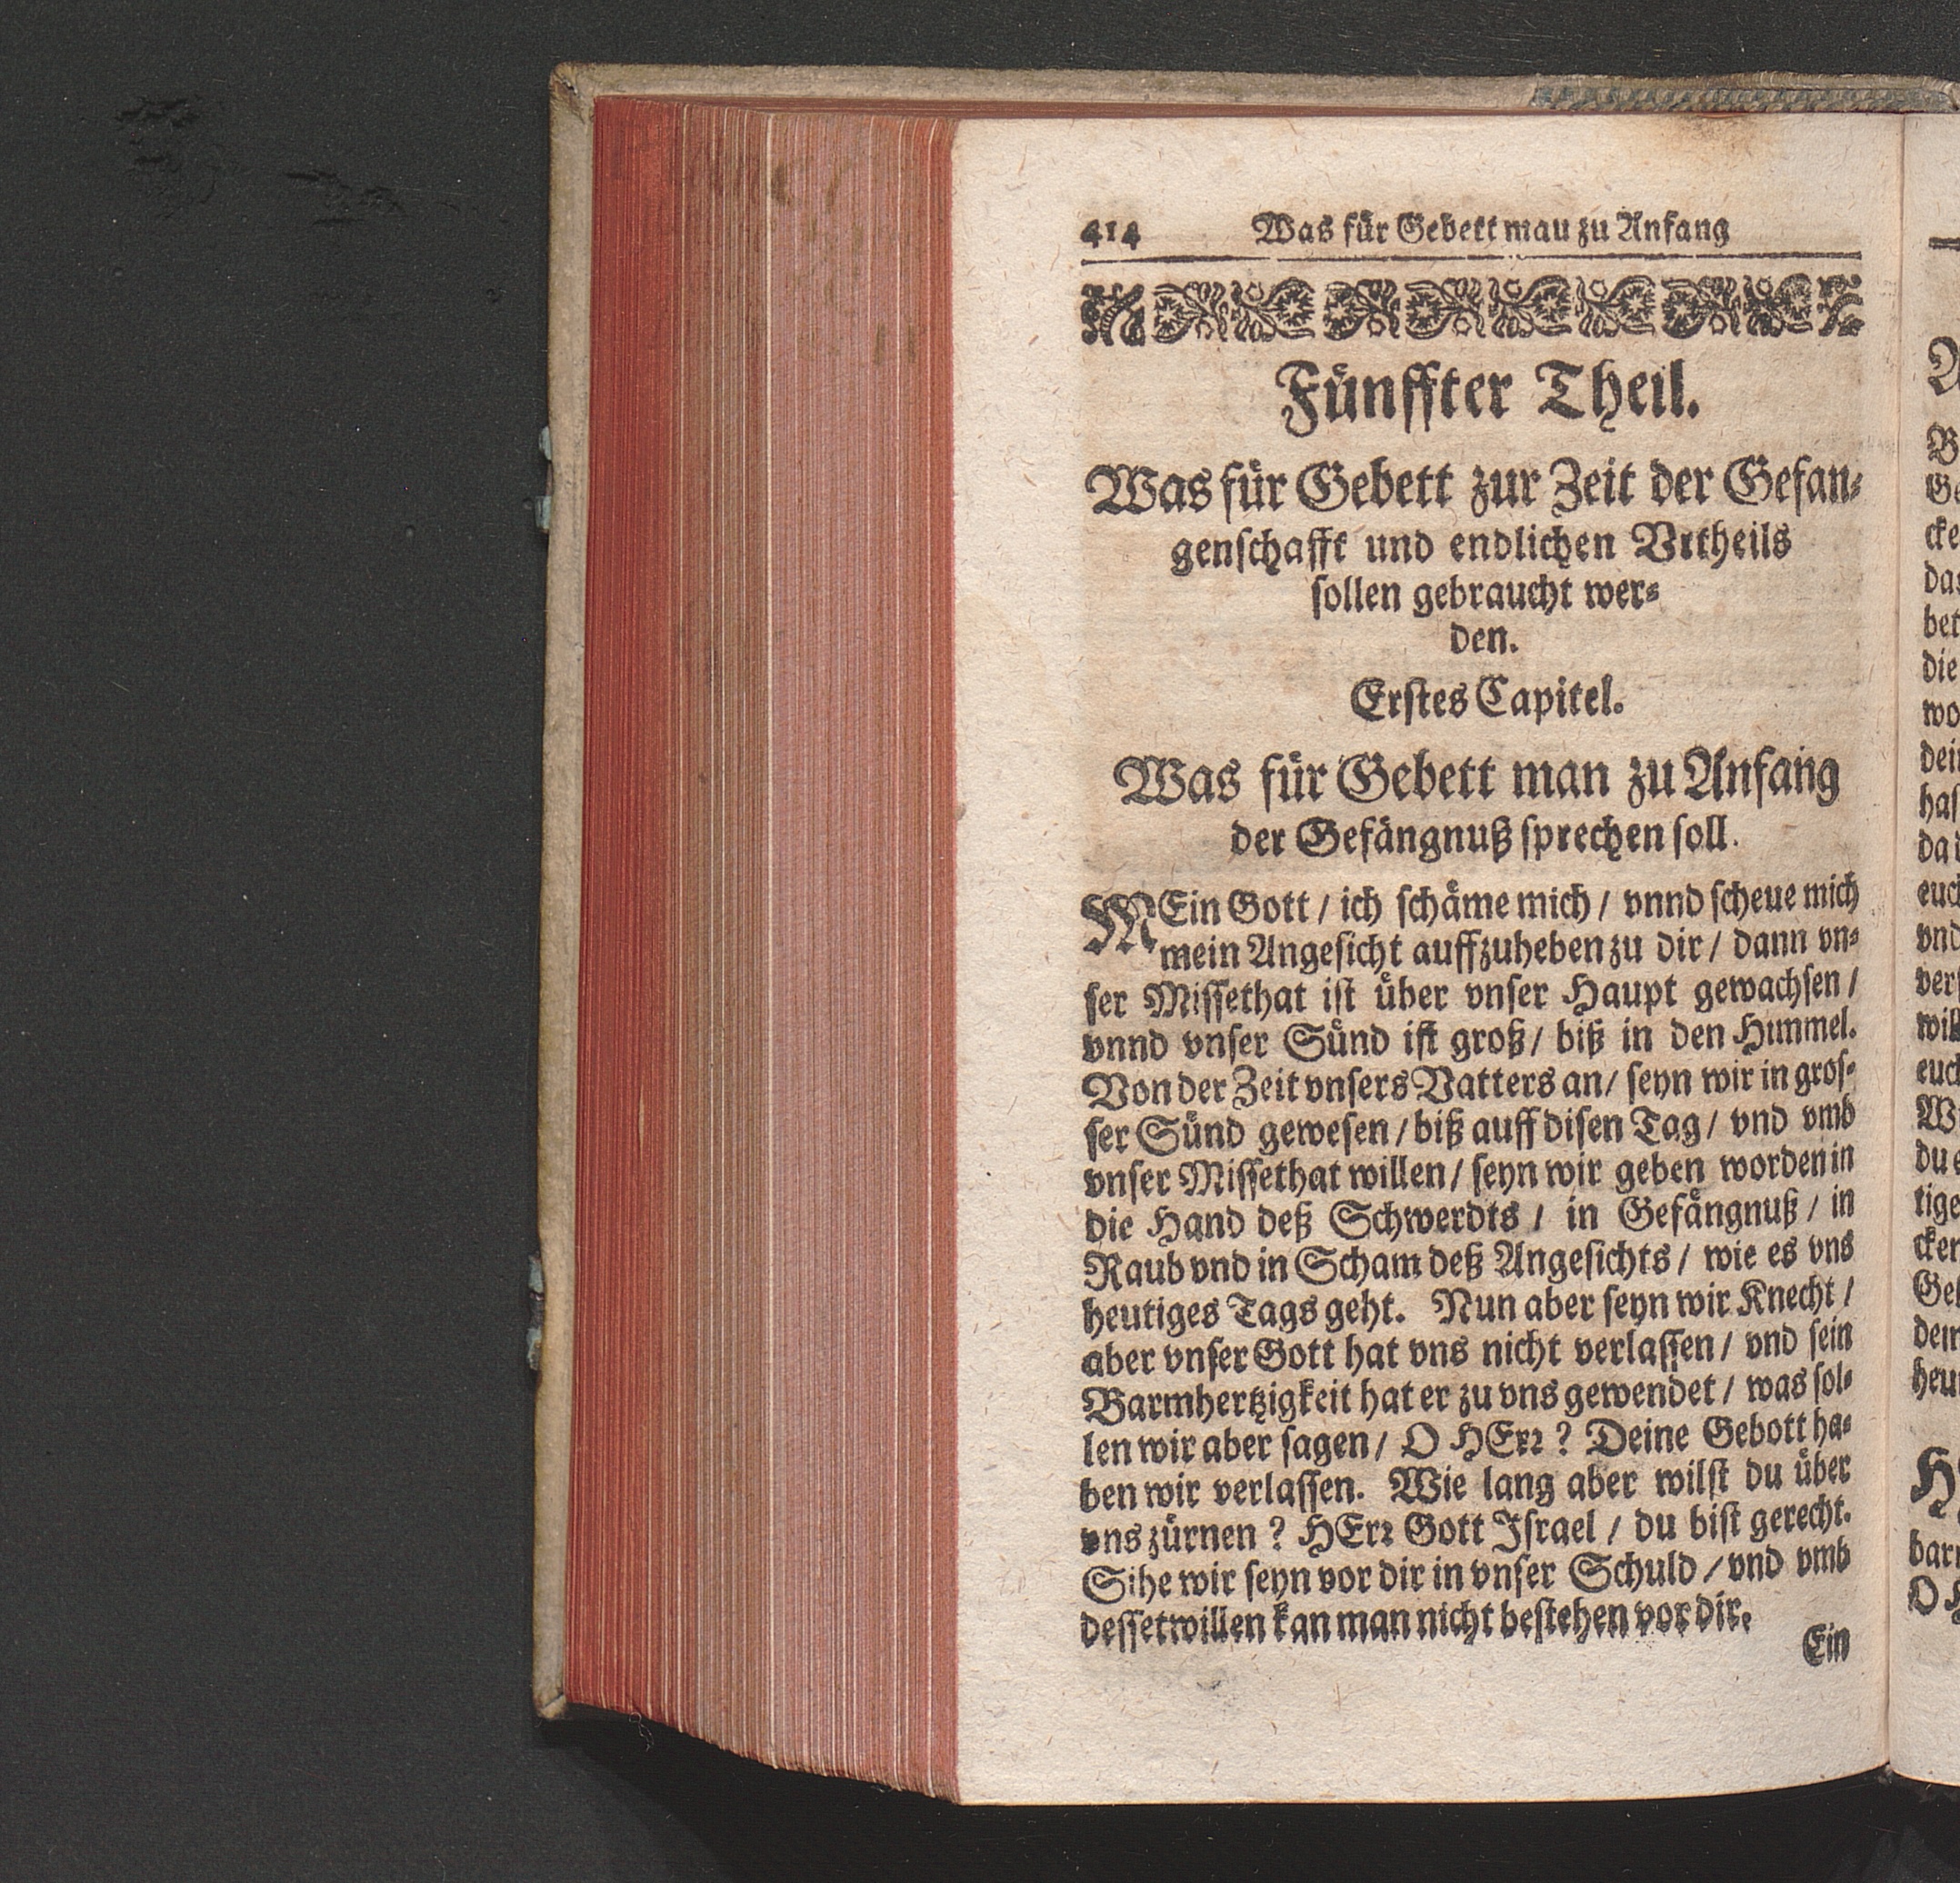 414 Was für Gebett mau zu Anfang
Fünffter Theil.
Was für Gebett zur Zeit der Gefan-
genschafft und endlichen Vrtheils
sollen gebraucht wer-
den.
Erstes Capitel.
Was für Gebett man zu Anfang
der Gefängnuß sprechen soll.
MEin Gott / ich schäme mich / vnnd scheue mich
mein Angesicht auffzuheben zu dir / dann vn-
ser Missethat ist über vnser Haupt gewachsen /
vnnd vnser Sünd ist groß / biß in den Himmel.
Von der Zeit vnsers Vatters an / seyn wir in gros-
ser Sünd gewesen / biß auff disen Tag / vnd vmb
vnser Missethat willen / seyn wir geben worden in
die Hand deß Schwerdts / in Gefängnuß / in
Raub vnd in Scham deß Angesichts / wie es vns
heutiges Tags geht. Nun aber seyn wir Knecht /
aber vnser Gott hat vns nicht verlassen / vnd sein
Barmhertzigkeit hat er zu vns gewendet / was sol-
len wir aber sagen / O HErr ? Deine Gebott ha-
ben wir verlassen. Wie lang aber wilst du über
vns zürnen ? HErr Gott Israel / du bist gerecht.
Sihe wir seyn vor dir in vnser Schuld / vnd vmb
dessetwillen kan man nicht bestehen vor dir.
Ein